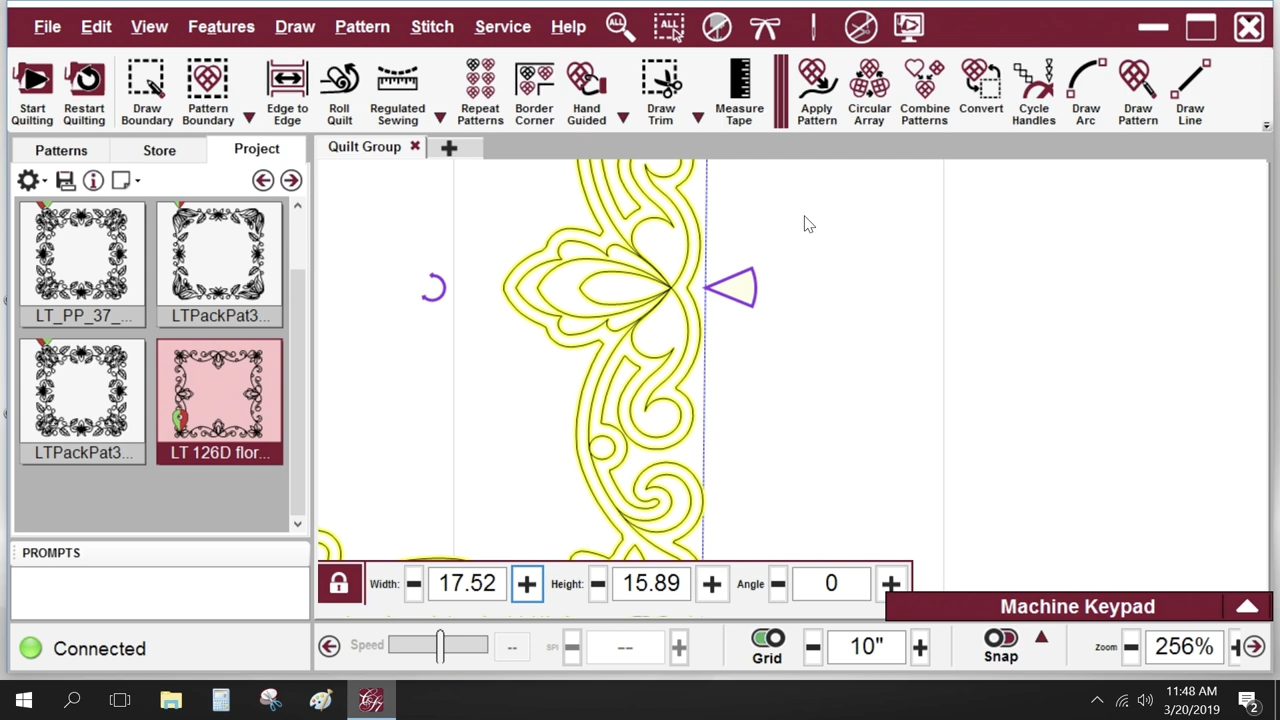 File Edit View Features Draw Pattern Stitch Service Help ALL ALL
Start Quilting
Restart Quilting
Draw Boundary
Pattern Boundary
Edge to Edge
Roll Quilt
Regulated Sewing
Repeat Patterns
Border Corner
Hand Guided
Draw Trim
Measure Tape
Apply Pattern
Circular Array
Combine Patterns
Convert
Cycle Handles
Draw Arc
Draw Pattern
Draw Line
Patterns Store Project
Quilt Group
LT_PP_37_... LTPackPat3...
LTPackPat3... LT 126D flor...
PROMPTS
Width: 17.52 Height: 15.89 Angle 0
Machine Keypad
Connected
Speed -- SPI -- Grid 10" Snap Zoom 256%
11:48 AM
3/20/2019
2